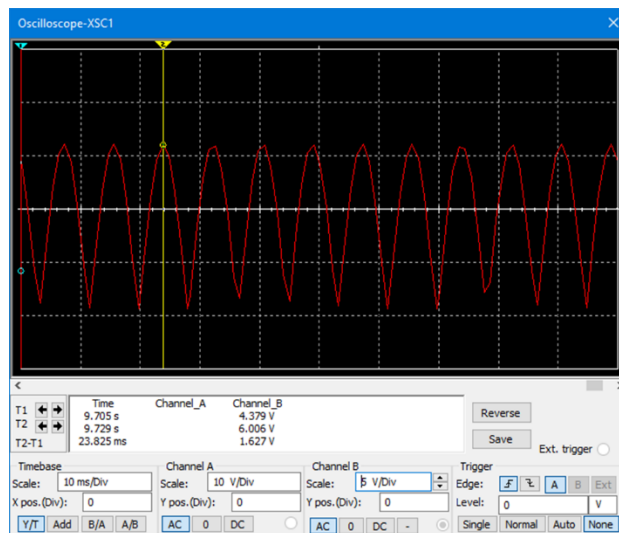 Oscilloscope-XSC1
1 2
Time Channel_A Channel_B
T1 9.705 s 4.379 V
T2 9.729 s 6.006 V
T2-T1 23.825 ms 1.627 V
Reverse
Save
Ext. trigger
Timebase Channel A Channel B Trigger
Scale: 10 ms/Div Scale: 10 V/Div Scale: 5 V/Div Edge: A B Ext
X pos.(Div): 0 Y pos.(Div): 0 Y pos.(Div): 0 Level: 0 V
Y/T Add B/A A/B AC 0 DC AC 0 DC - Single Normal Auto None